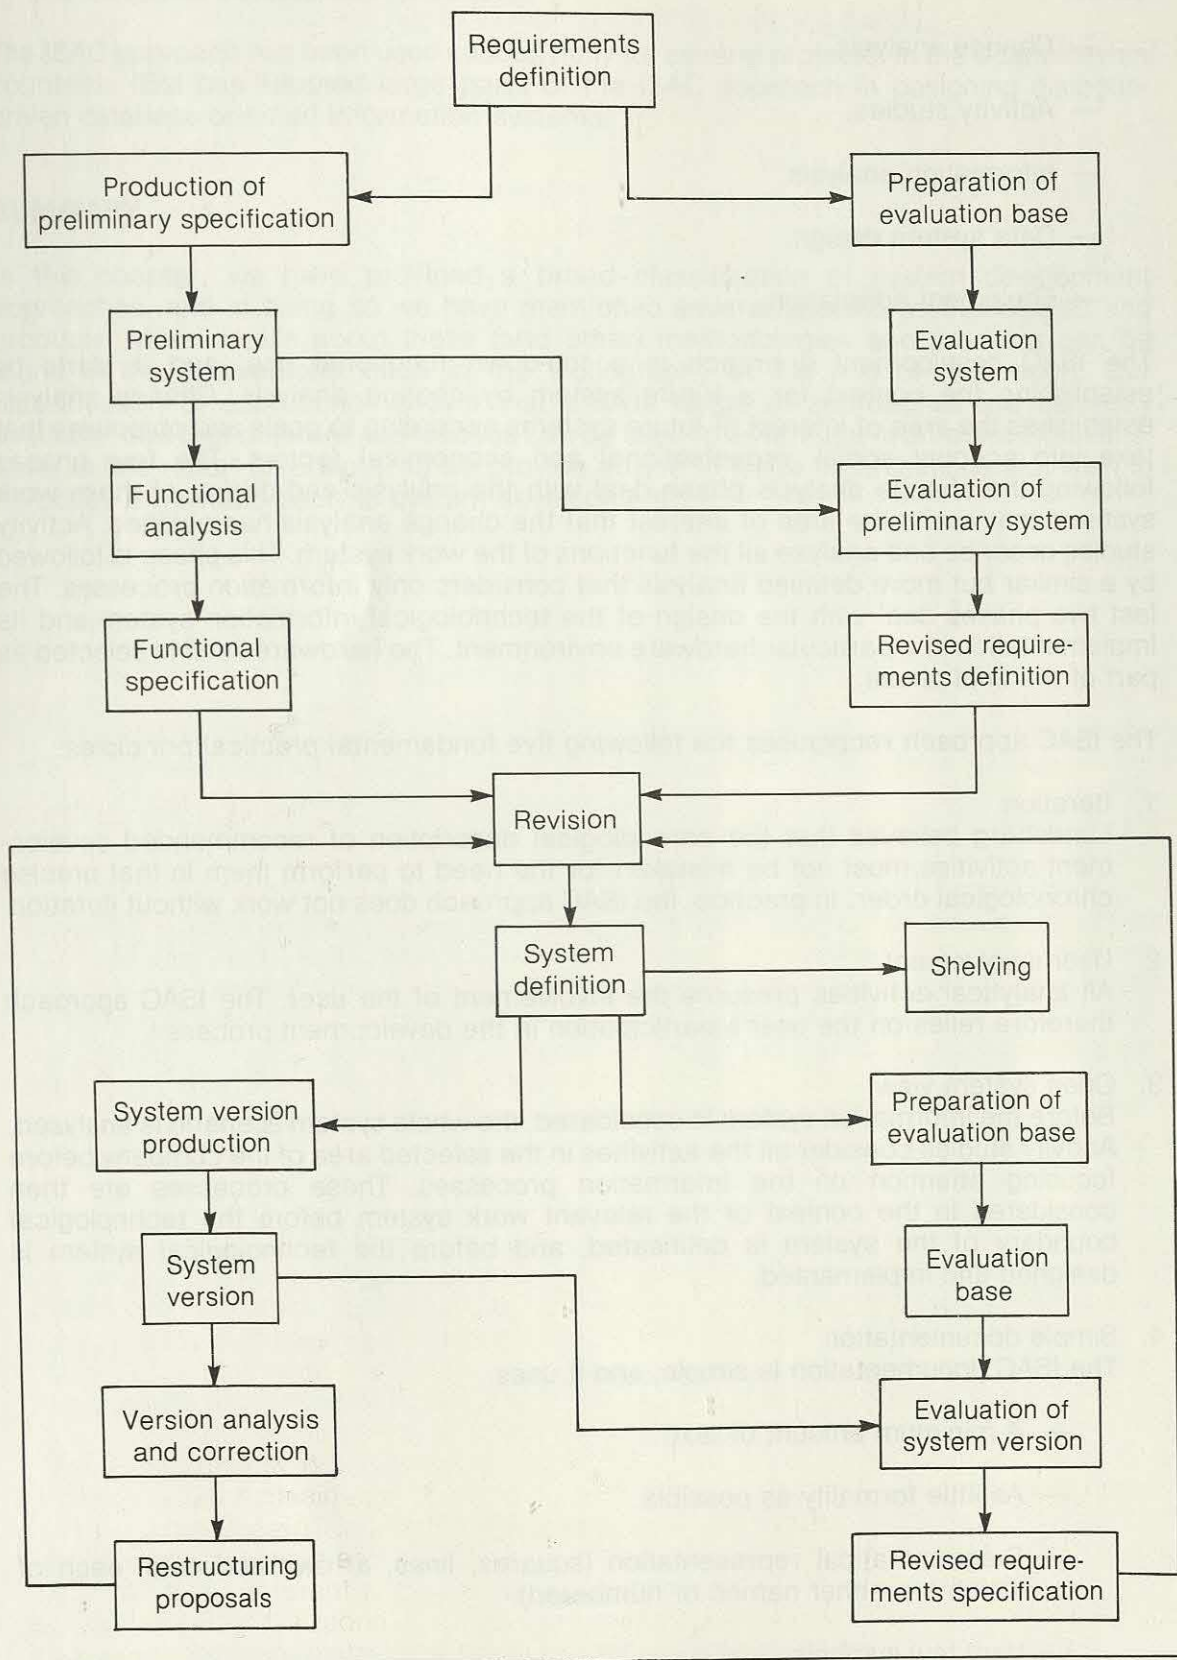 Requirements
definition
Production of
preliminary specification
Preparation of
evaluation base
Preliminary
system
Evaluation
system
Functional
analysis
Evaluation of
preliminary system
Functional
specification
Revised require-
ments definition
Revision
System
definition
Shelving
System version
production
Preparation of
evaluation base
System
version
Evaluation
base
Version analysis
and correction
Evaluation of
system version
Restructuring
proposals
Revised require-
ments specification